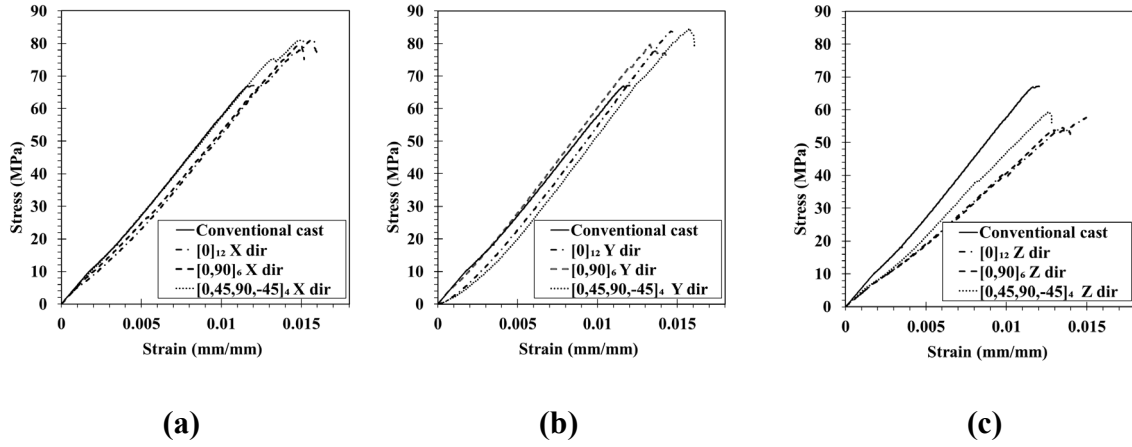 90
80
70
60
50
40
30
20
10
0
Stress (MPa)
Conventional cast
[0]₁₂ X dir
[0,90]₆ X dir
[0,45,90,-45]₄ X dir
0 0.005 0.01 0.015
Strain (mm/mm)
(a)
90
80
70
60
50
40
30
20
10
0
Stress (MPa)
Conventional cast
[0]₁₂ Y dir
[0,90]₆ Y dir
[0,45,90,-45]₄ Y dir
0 0.005 0.01 0.015
Strain (mm/mm)
(b)
90
80
70
60
50
40
30
20
10
0
Stress (MPa)
Conventional cast
[0]₁₂ Z dir
[0,90]₆ Z dir
[0,45,90,-45]₄ Z dir
0 0.005 0.01 0.015
Strain (mm/mm)
(c)